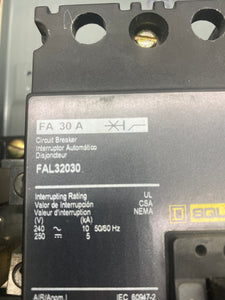 FA 30 A
Circuit Breaker
Interruptor Automático
Disjoncteur
FAL32030
Interrupting Rating UL
Valor de Interrupción CSA
Valeur d'interruption NEMA
(V) (kA)
240 ~ 10 50/60 Hz
250 ⎓ 5
D SQU
IEC 60947-2